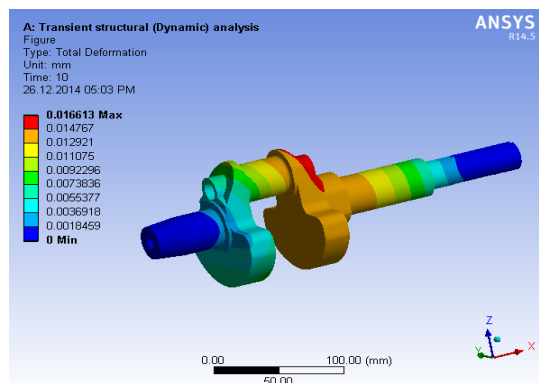 A: Transient structural (Dynamic) analysis
Figure
Type: Total Deformation
Unit: mm
Time: 10
26.12.2014 05:03 PM
ANSYS
R14.5
0.016613 Max
0.014767
0.012921
0.011075
0.0092296
0.0073836
0.0055377
0.0036918
0.0018459
0 Min
0.00
100.00 (mm)
50.00
Z
Y
X